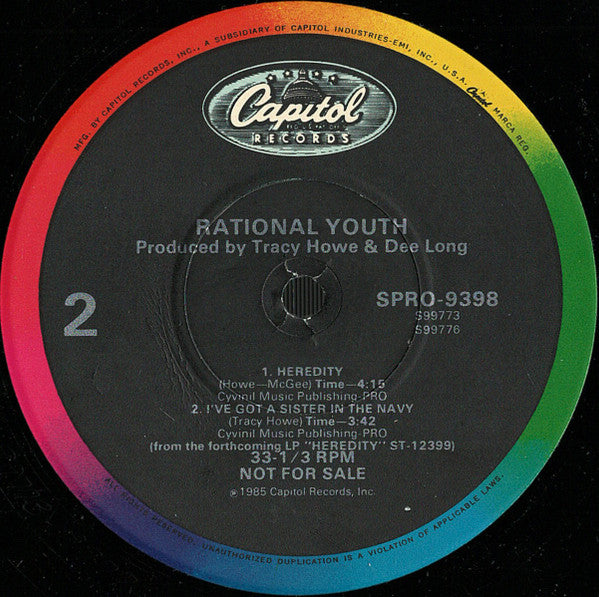 MFG. BY CAPITOL RECORDS, INC., A SUBSIDIARY OF CAPITOL INDUSTRIES-EMI, INC., U.S.A. Capitol MARCA REG.
Capitol
RECORDS
RATIONAL YOUTH
Produced by Tracy Howe & Dee Long
2
SPRO-9398
S99773
S99776
1. HEREDITY
(Howe—McGee) Time—4:15
Cyvinil Music Publishing-PRO
2. I'VE GOT A SISTER IN THE NAVY
(Tracy Howe) Time—3:42
Cyvinil Music Publishing-PRO
(from the forthcoming LP "HEREDITY" ST-12399)
33-1/3 RPM
NOT FOR SALE
℗1985 Capitol Records, Inc.
ALL RIGHTS RESERVED. UNAUTHORIZED DUPLICATION IS A VIOLATION OF APPLICABLE LAWS.